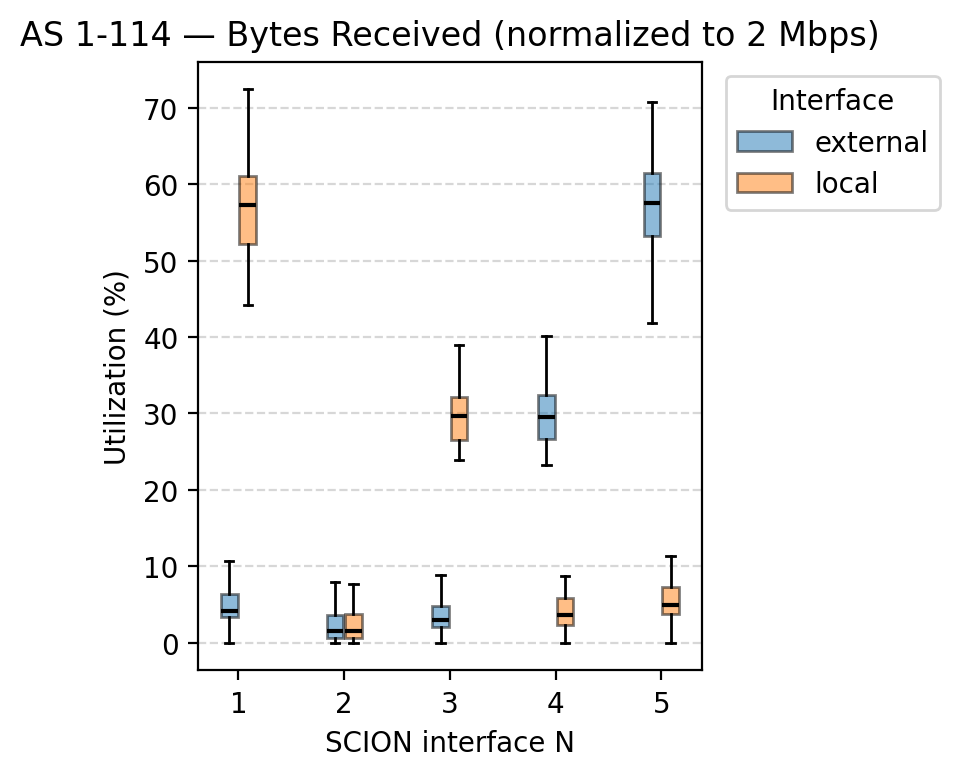 AS 1-114 — Bytes Received (normalized to 2 Mbps)
Interface
external
local
Utilization (%)
70
60
50
40
30
20
10
0
1 2 3 4 5
SCION interface N